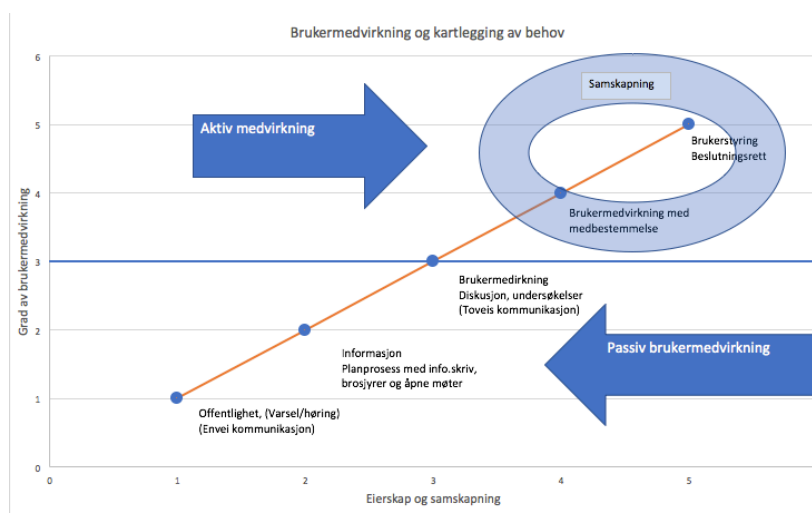 Brukermedvirkning og kartlegging av behov
6
5
4
3
2
1
0
Grad av brukermedvirkning
Aktiv medvirkning
Samskapning
Brukerstyring
Beslutningsrett
Brukermedvirkning med
medbestemmelse
Brukermedirkning
Diskusjon, undersøkelser
(Toveis kommunikasjon)
Passiv brukermedvirkning
Informasjon
Planprosess med info.skriv,
brosjyrer og åpne møter
Offentlighet, (Varsel/høring)
(Envei kommunikasjon)
0 1 2 3 4 5
Eierskap og samskapning